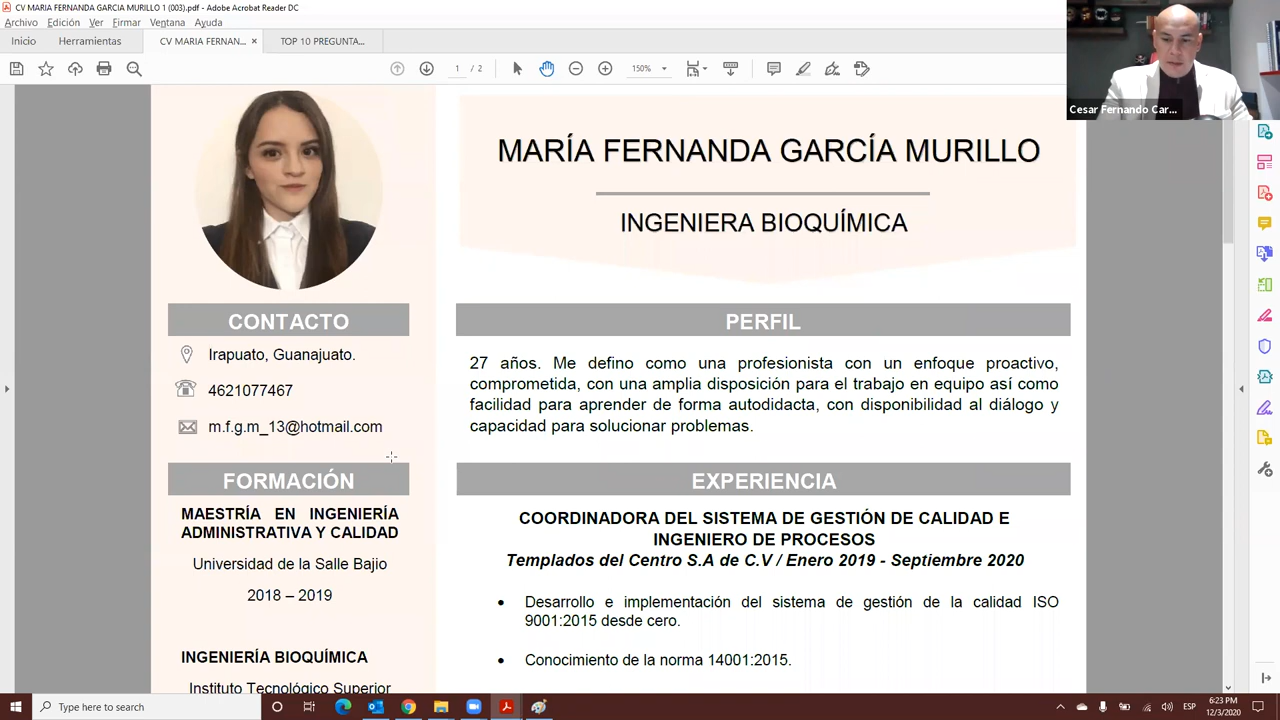 CV MARIA FERNANDA GARCIA MURILLO 1 (003).pdf - Adobe Acrobat Reader DC
Archivo Edición Ver Firmar Ventana Ayuda
Inicio Herramientas CV MARIA FERNAN... × TOP 10 PREGUNTA...
1 / 2 150%
Cesar Fernando Car...
MARÍA FERNANDA GARCÍA MURILLO
INGENIERA BIOQUÍMICA
CONTACTO
Irapuato, Guanajuato.
4621077467
m.f.g.m_13@hotmail.com
FORMACIÓN
MAESTRÍA EN INGENIERÍA
ADMINISTRATIVA Y CALIDAD
Universidad de la Salle Bajio
2018 – 2019
INGENIERÍA BIOQUÍMICA
Instituto Tecnológico Superior
PERFIL
27 años. Me defino como una profesionista con un enfoque proactivo,
comprometida, con una amplia disposición para el trabajo en equipo así como
facilidad para aprender de forma autodidacta, con disponibilidad al diálogo y
capacidad para solucionar problemas.
EXPERIENCIA
COORDINADORA DEL SISTEMA DE GESTIÓN DE CALIDAD E
INGENIERO DE PROCESOS
Templados del Centro S.A de C.V / Enero 2019 - Septiembre 2020
• Desarrollo e implementación del sistema de gestión de la calidad ISO
9001:2015 desde cero.
• Conocimiento de la norma 14001:2015.
Type here to search
ESP
6:23 PM
12/3/2020